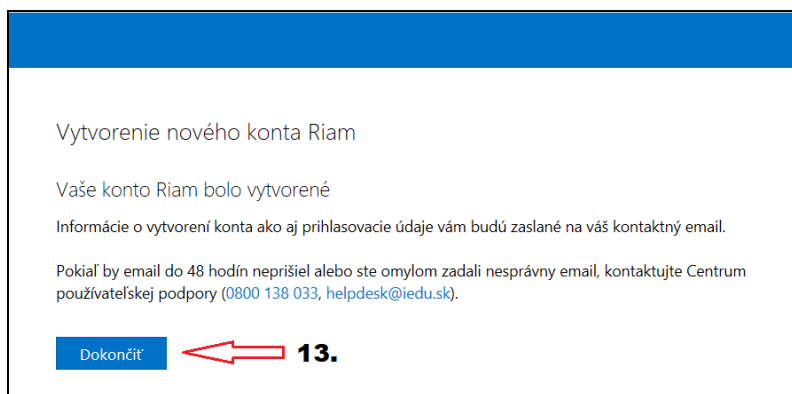 Vytvorenie nového konta Riam
Vaše konto Riam bolo vytvorené
Informácie o vytvorení konta ako aj prihlasovacie údaje vám budú zaslané na váš kontaktný email.
Pokiaľ by email do 48 hodín neprišiel alebo ste omylom zadali nesprávny email, kontaktujte Centrum
používateľskej podpory (0800 138 033, helpdesk@iedu.sk).
Dokončiť 13.